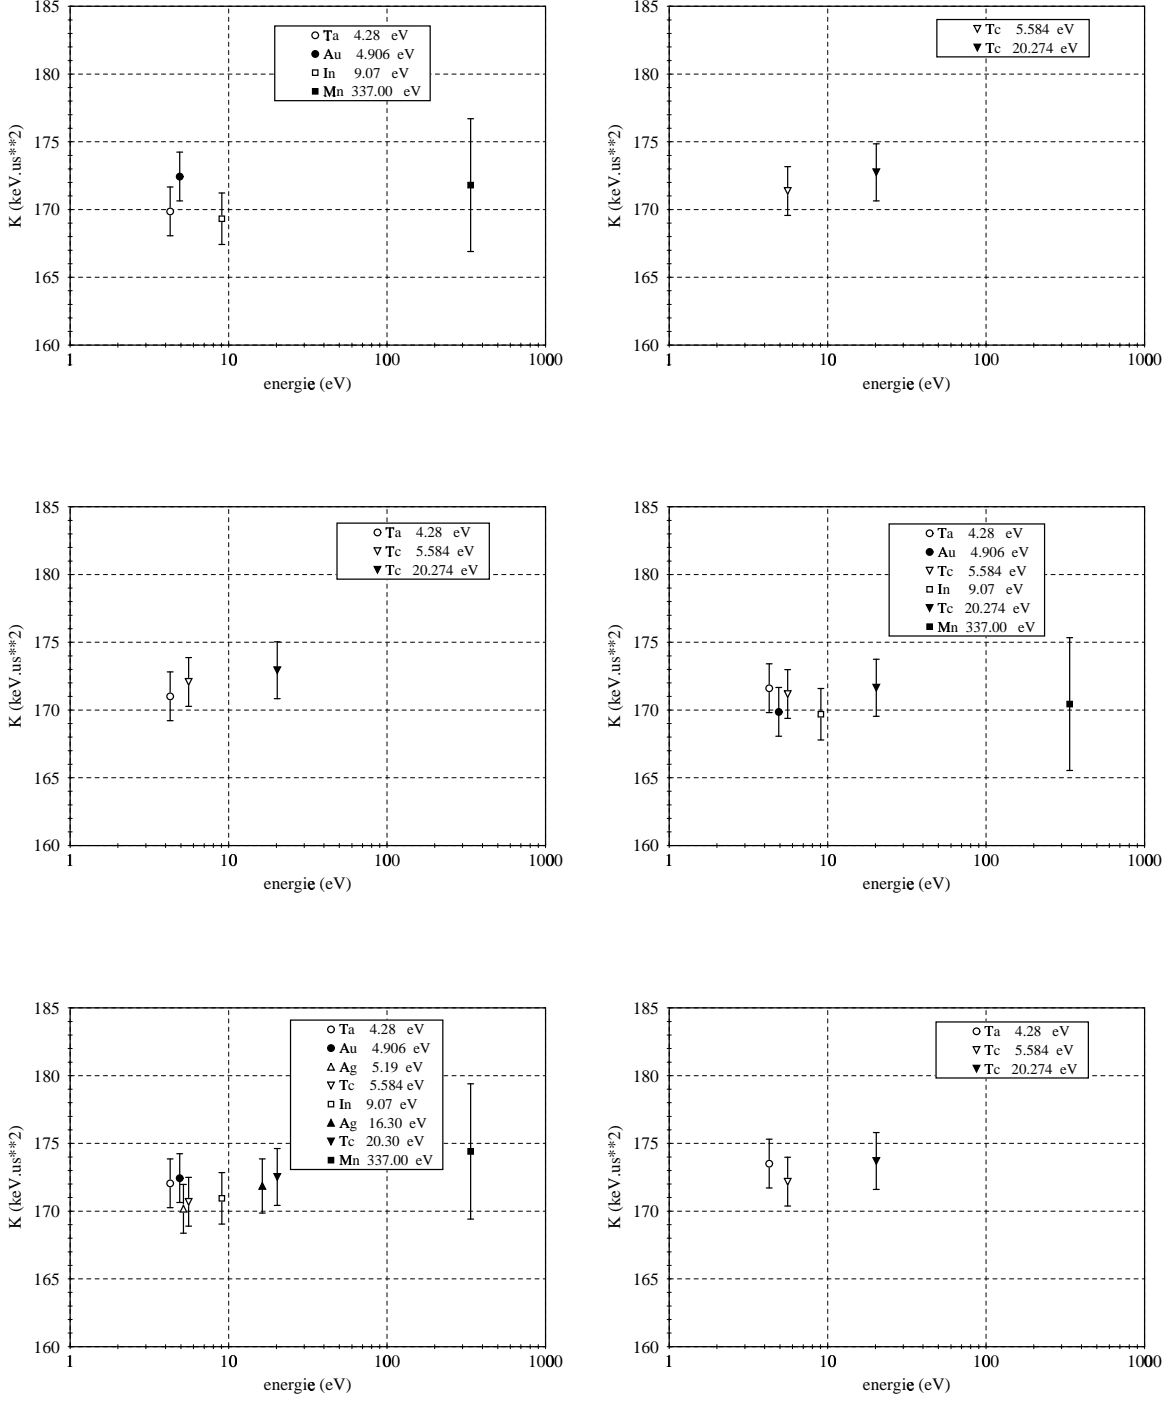 185
180
175
170
165
160
K (keV.us**2)
Ta 4.28 eV
Au 4.906 eV
In 9.07 eV
Mn 337.00 eV
1 10 100 1000
energie (eV)
185
180
175
170
165
160
K (keV.us**2)
Tc 5.584 eV
Tc 20.274 eV
1 10 100 1000
energie (eV)
185
180
175
170
165
160
K (keV.us**2)
Ta 4.28 eV
Tc 5.584 eV
Tc 20.274 eV
1 10 100 1000
energie (eV)
185
180
175
170
165
160
K (keV.us**2)
Ta 4.28 eV
Au 4.906 eV
Tc 5.584 eV
In 9.07 eV
Tc 20.274 eV
Mn 337.00 eV
1 10 100 1000
energie (eV)
185
180
175
170
165
160
K (keV.us**2)
Ta 4.28 eV
Au 4.906 eV
Ag 5.19 eV
Tc 5.584 eV
In 9.07 eV
Ag 16.30 eV
Tc 20.30 eV
Mn 337.00 eV
1 10 100 1000
energie (eV)
185
180
175
170
165
160
K (keV.us**2)
Ta 4.28 eV
Tc 5.584 eV
Tc 20.274 eV
1 10 100 1000
energie (eV)